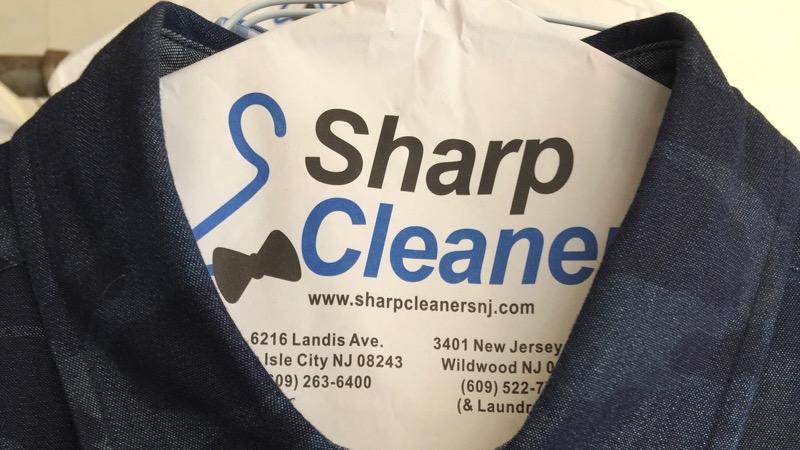 Sharp
Cleaner
www.sharpcleanersnj.com
6216 Landis Ave.
Isle City NJ 08243
609) 263-6400
3401 New Jersey
Wildwood NJ
(609) 522-7
(& Laundr